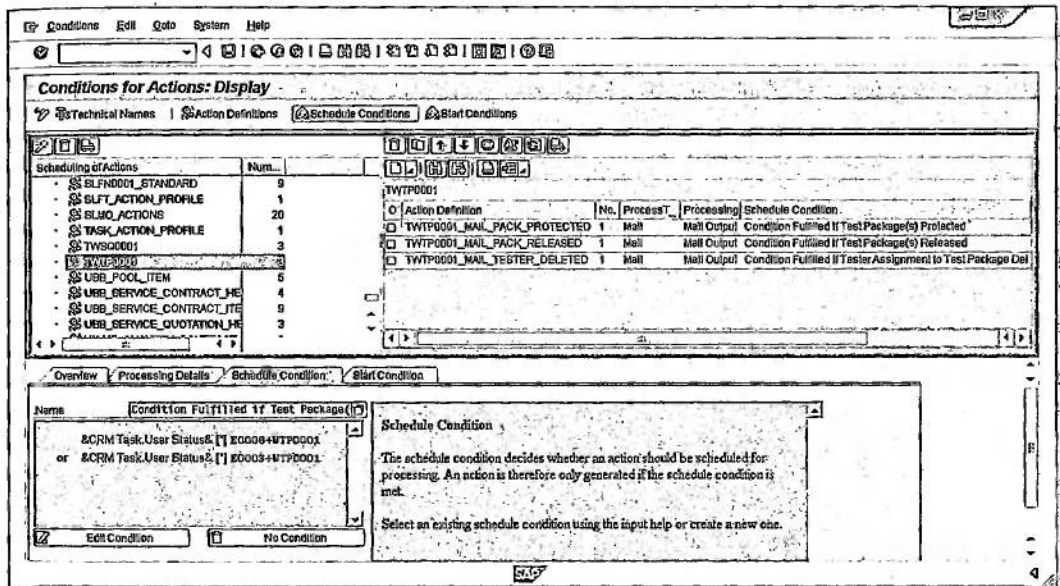 Conditions Edit Goto System Help
Conditions for Actions: Display
Technical Names Action Definitions Schedule Conditions Start Conditions
Scheduling of Actions Num...
SLFN0001_STANDARD 9
SLFT_ACTION_PROFILE 1
SLMO_ACTIONS 20
TASK_ACTION_PROFILE 1
TWSO0001 3
3
UBB_POOL_ITEM 5
UBB_SERVICE_CONTRACT_HE 4
UBB_SERVICE_CONTRACT_ITE 9
UBB_SERVICE_QUOTATION_HE 3
TWTP0001
O Action Definition No. ProcessT Processing Schedule Condition
TWTP0001_MAIL_PACK_PROTECTED 1 Mail Mail Output Condition Fulfilled If Test Package(s) Protected
TWTP0001_MAIL_PACK_RELEASED 1 Mail Mail Output Condition Fulfilled If Test Package(s) Released
TWTP0001_MAIL_TESTER_DELETED 1 Mail Mail Output Condition Fulfilled If Tester Assignment to Test Package Del
Overview Processing Details Schedule Condition Start Condition
Name Condition Fulfilled if Test Package(
&CRM Task.User Status& [*] E0006+UTP0001
or &CRM Task.User Status& [*] E0003+UTP0001
Edit Condition No Condition
Schedule Condition
The schedule condition decides whether an action should be scheduled for
processing. An action is therefore only generated if the schedule condition is
met.
Select an existing schedule condition using the input help or create a new one.
SAP